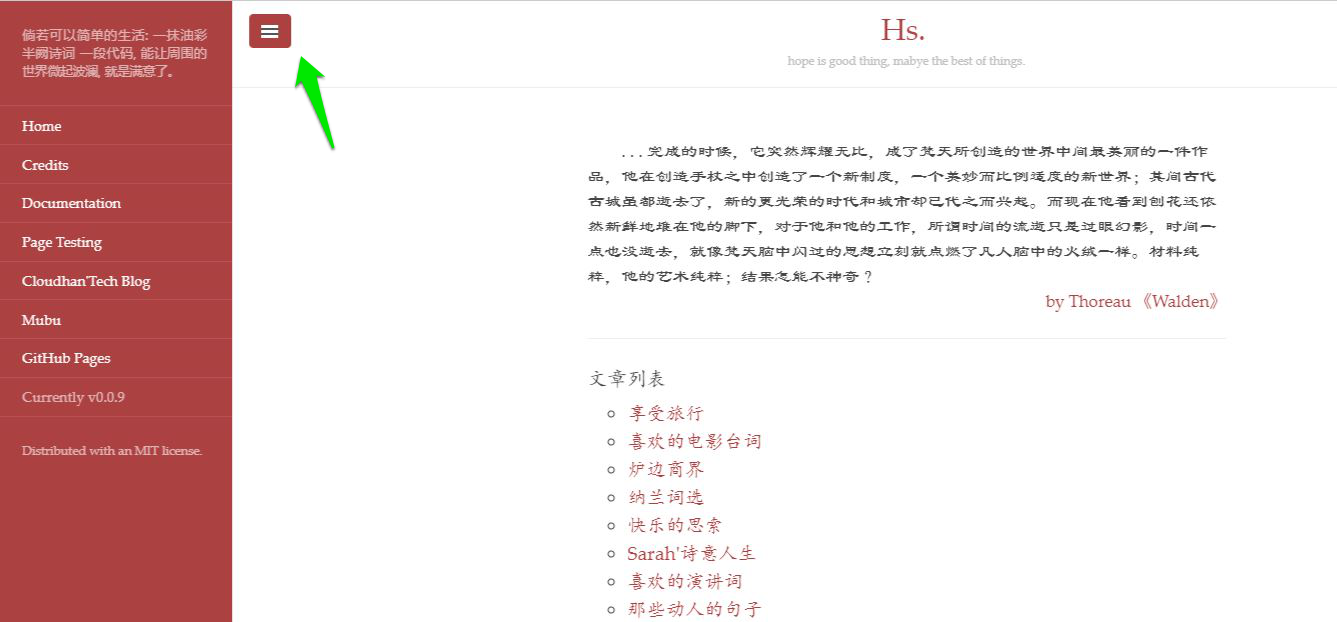 倘若可以简单的生活: 一抹油彩
半阙诗词 一段代码, 能让周围的
世界微起波澜, 就是满意了。
Home
Credits
Documentation
Page Testing
Cloudhan'Tech Blog
Mubu
GitHub Pages
Currently v0.0.9
Distributed with an MIT license.
Hs.
hope is good thing, mabye the best of things.
...完成的时候，它突然辉耀无比，成了梵天所创造的世界中间最美丽的一件作
品，他在创造手杖之中创造了一个新制度，一个美妙而比例适度的新世界；其间古代
古城虽都逝去了，新的更光荣的时代和城市却已代之而兴起。而现在他看到刨花还依
然新鲜地堆在他的脚下，对于他和他的工作，所谓时间的流逝只是过眼幻影，时间一
点也没逝去，就像梵天脑中闪过的思想立刻就点燃了凡人脑中的火绒一样。材料纯
粹，他的艺术纯粹；结果怎能不神奇？
by Thoreau 《Walden》
文章列表
享受旅行
喜欢的电影台词
炉边商界
纳兰词选
快乐的思索
Sarah'诗意人生
喜欢的演讲词
那些动人的句子